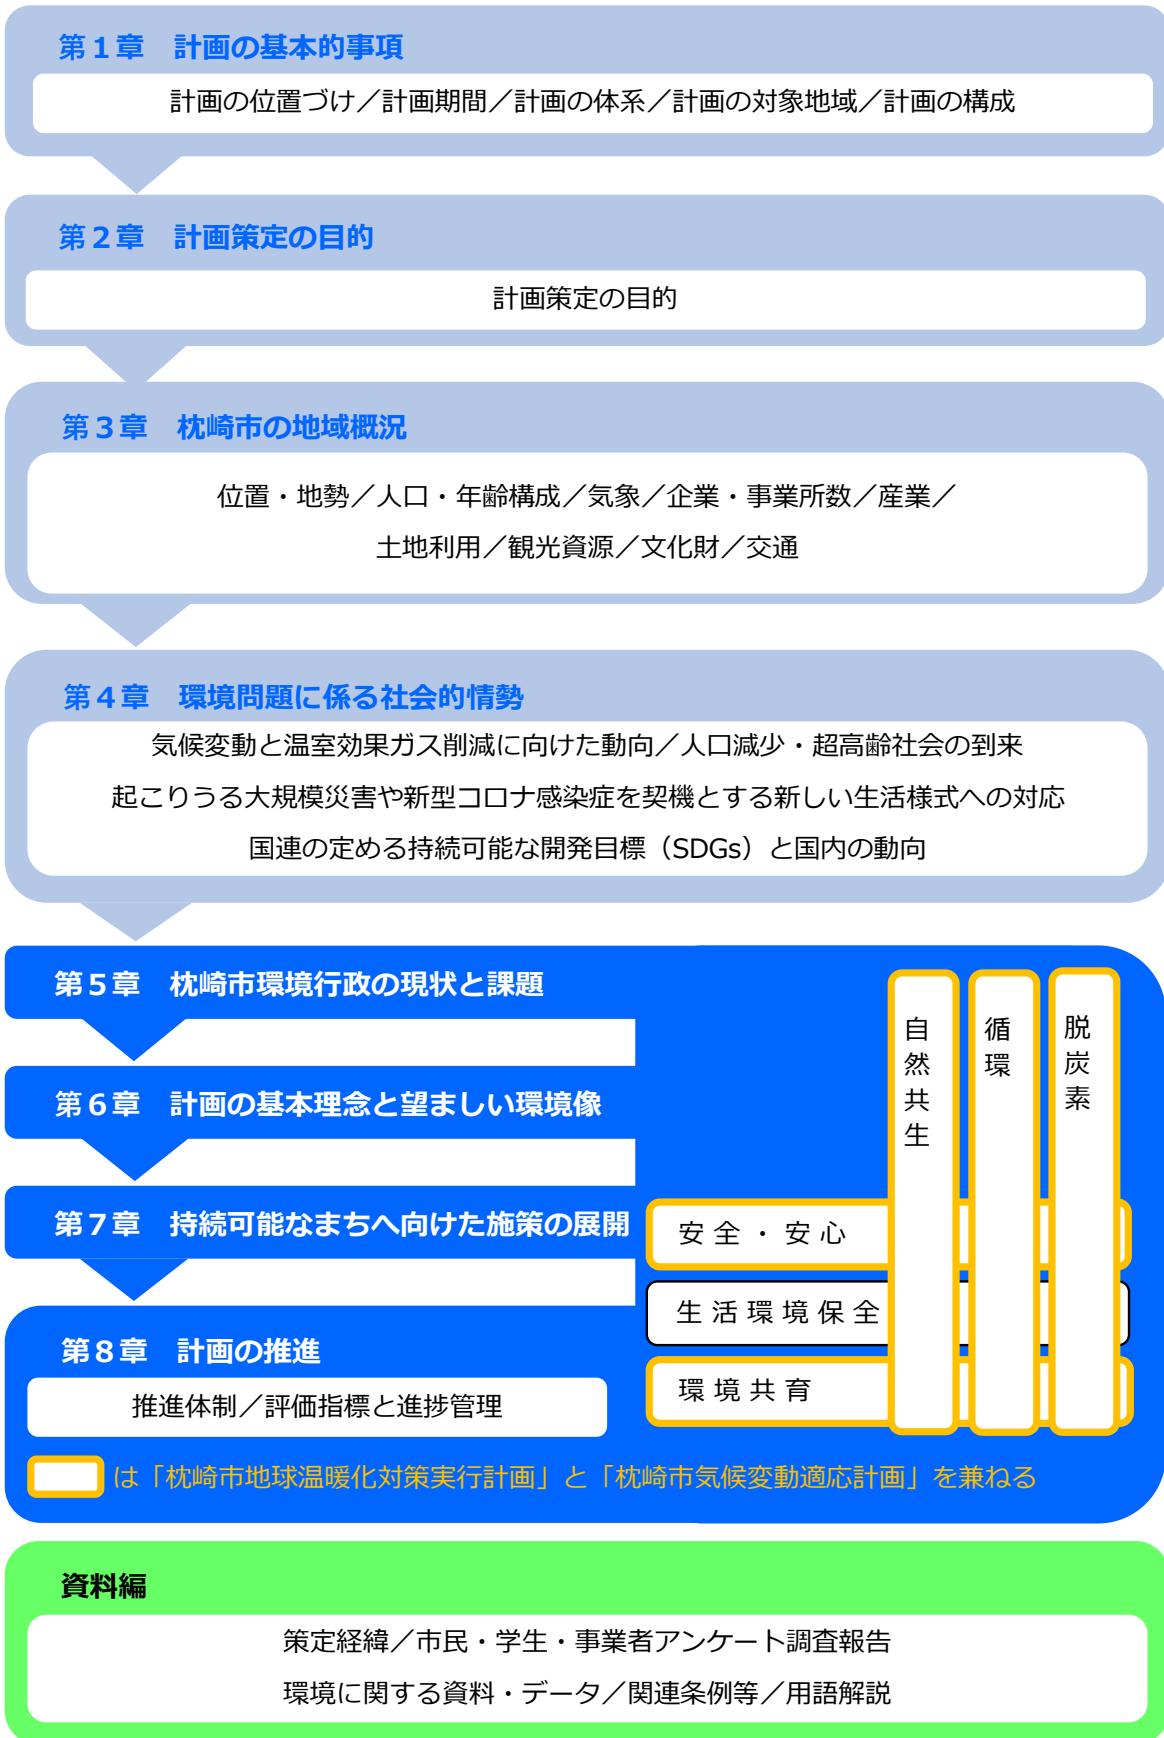 第１章　計画の基本的事項
計画の位置づけ／計画期間／計画の体系／計画の対象地域／計画の構成
第２章　計画策定の目的
計画策定の目的
第３章　枕崎市の地域概況
位置・地勢／人口・年齢構成／気象／企業・事業所数／産業／
土地利用／観光資源／文化財／交通
第４章　環境問題に係る社会的情勢
気候変動と温室効果ガス削減に向けた動向／人口減少・超高齢社会の到来
起こりうる大規模災害や新型コロナ感染症を契機とする新しい生活様式への対応
国連の定める持続可能な開発目標（SDGs）と国内の動向
第５章　枕崎市環境行政の現状と課題
第６章　計画の基本理念と望ましい環境像
第７章　持続可能なまちへ向けた施策の展開
自然共生
循環
脱炭素
安全・安心
生活環境保全
環境共育
第８章　計画の推進
推進体制／評価指標と進捗管理
は「枕崎市地球温暖化対策実行計画」と「枕崎市気候変動適応計画」を兼ねる
資料編
策定経緯／市民・学生・事業者アンケート調査報告
環境に関する資料・データ／関連条例等／用語解説